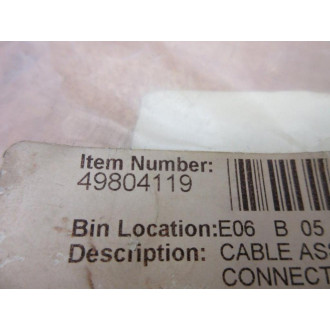 Item Number:
49804119
Bin Location: E06 B 05
Description: CABLE ASS
CONNECT